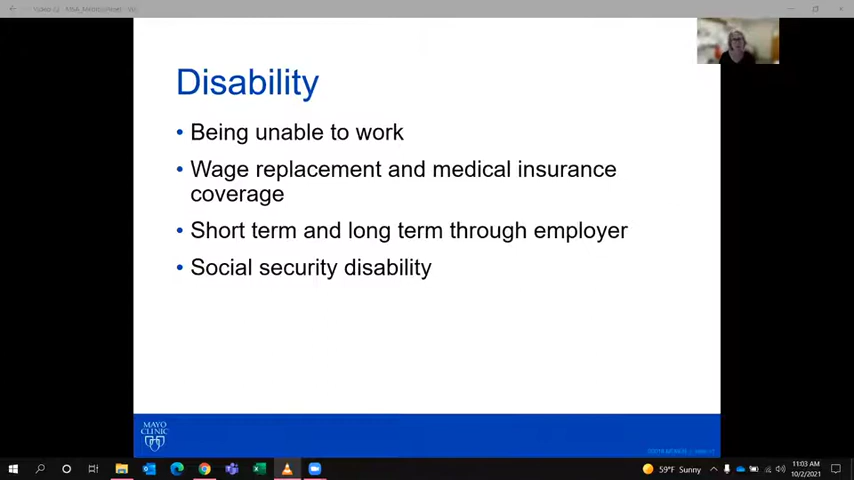 Disability
• Being unable to work
• Wage replacement and medical insurance
coverage
• Short term and long term through employer
• Social security disability
MAYO
CLINIC
59°F Sunny
11:03 AM
10/2/2021